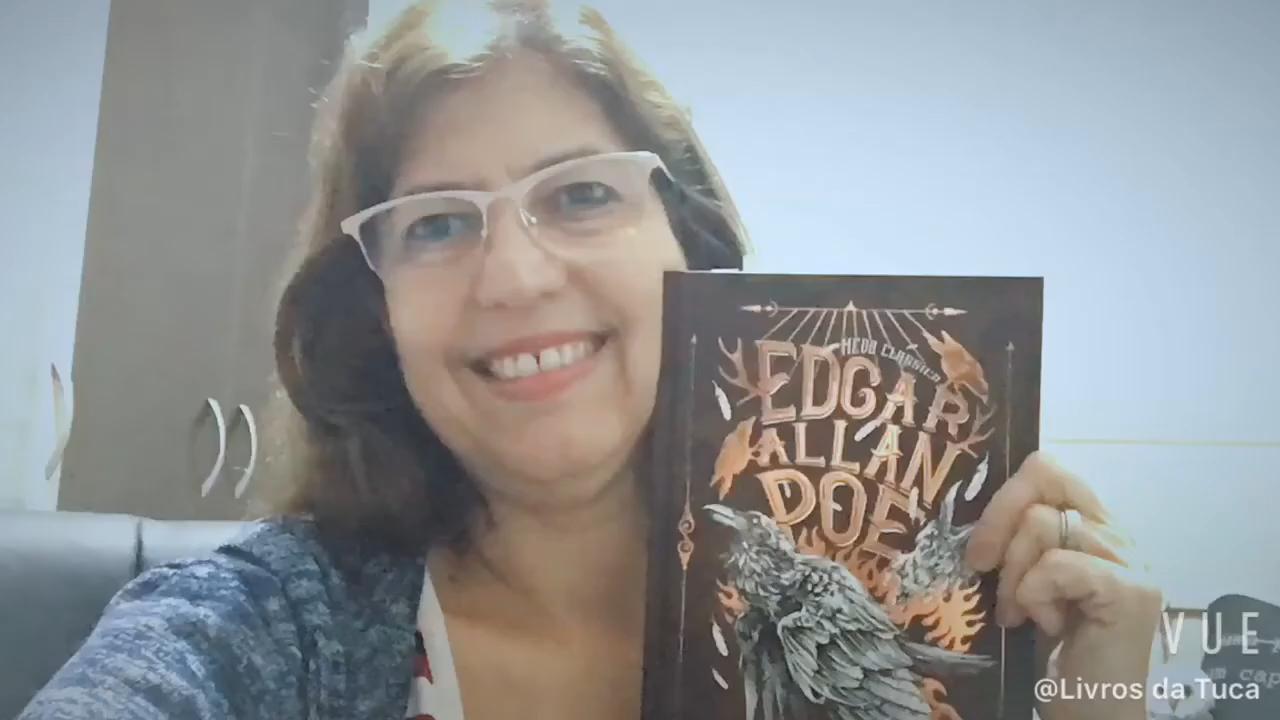 MEDO CLÁSSICO
EDGAR
ALLAN
POE
VUE
@Livros da Tuca